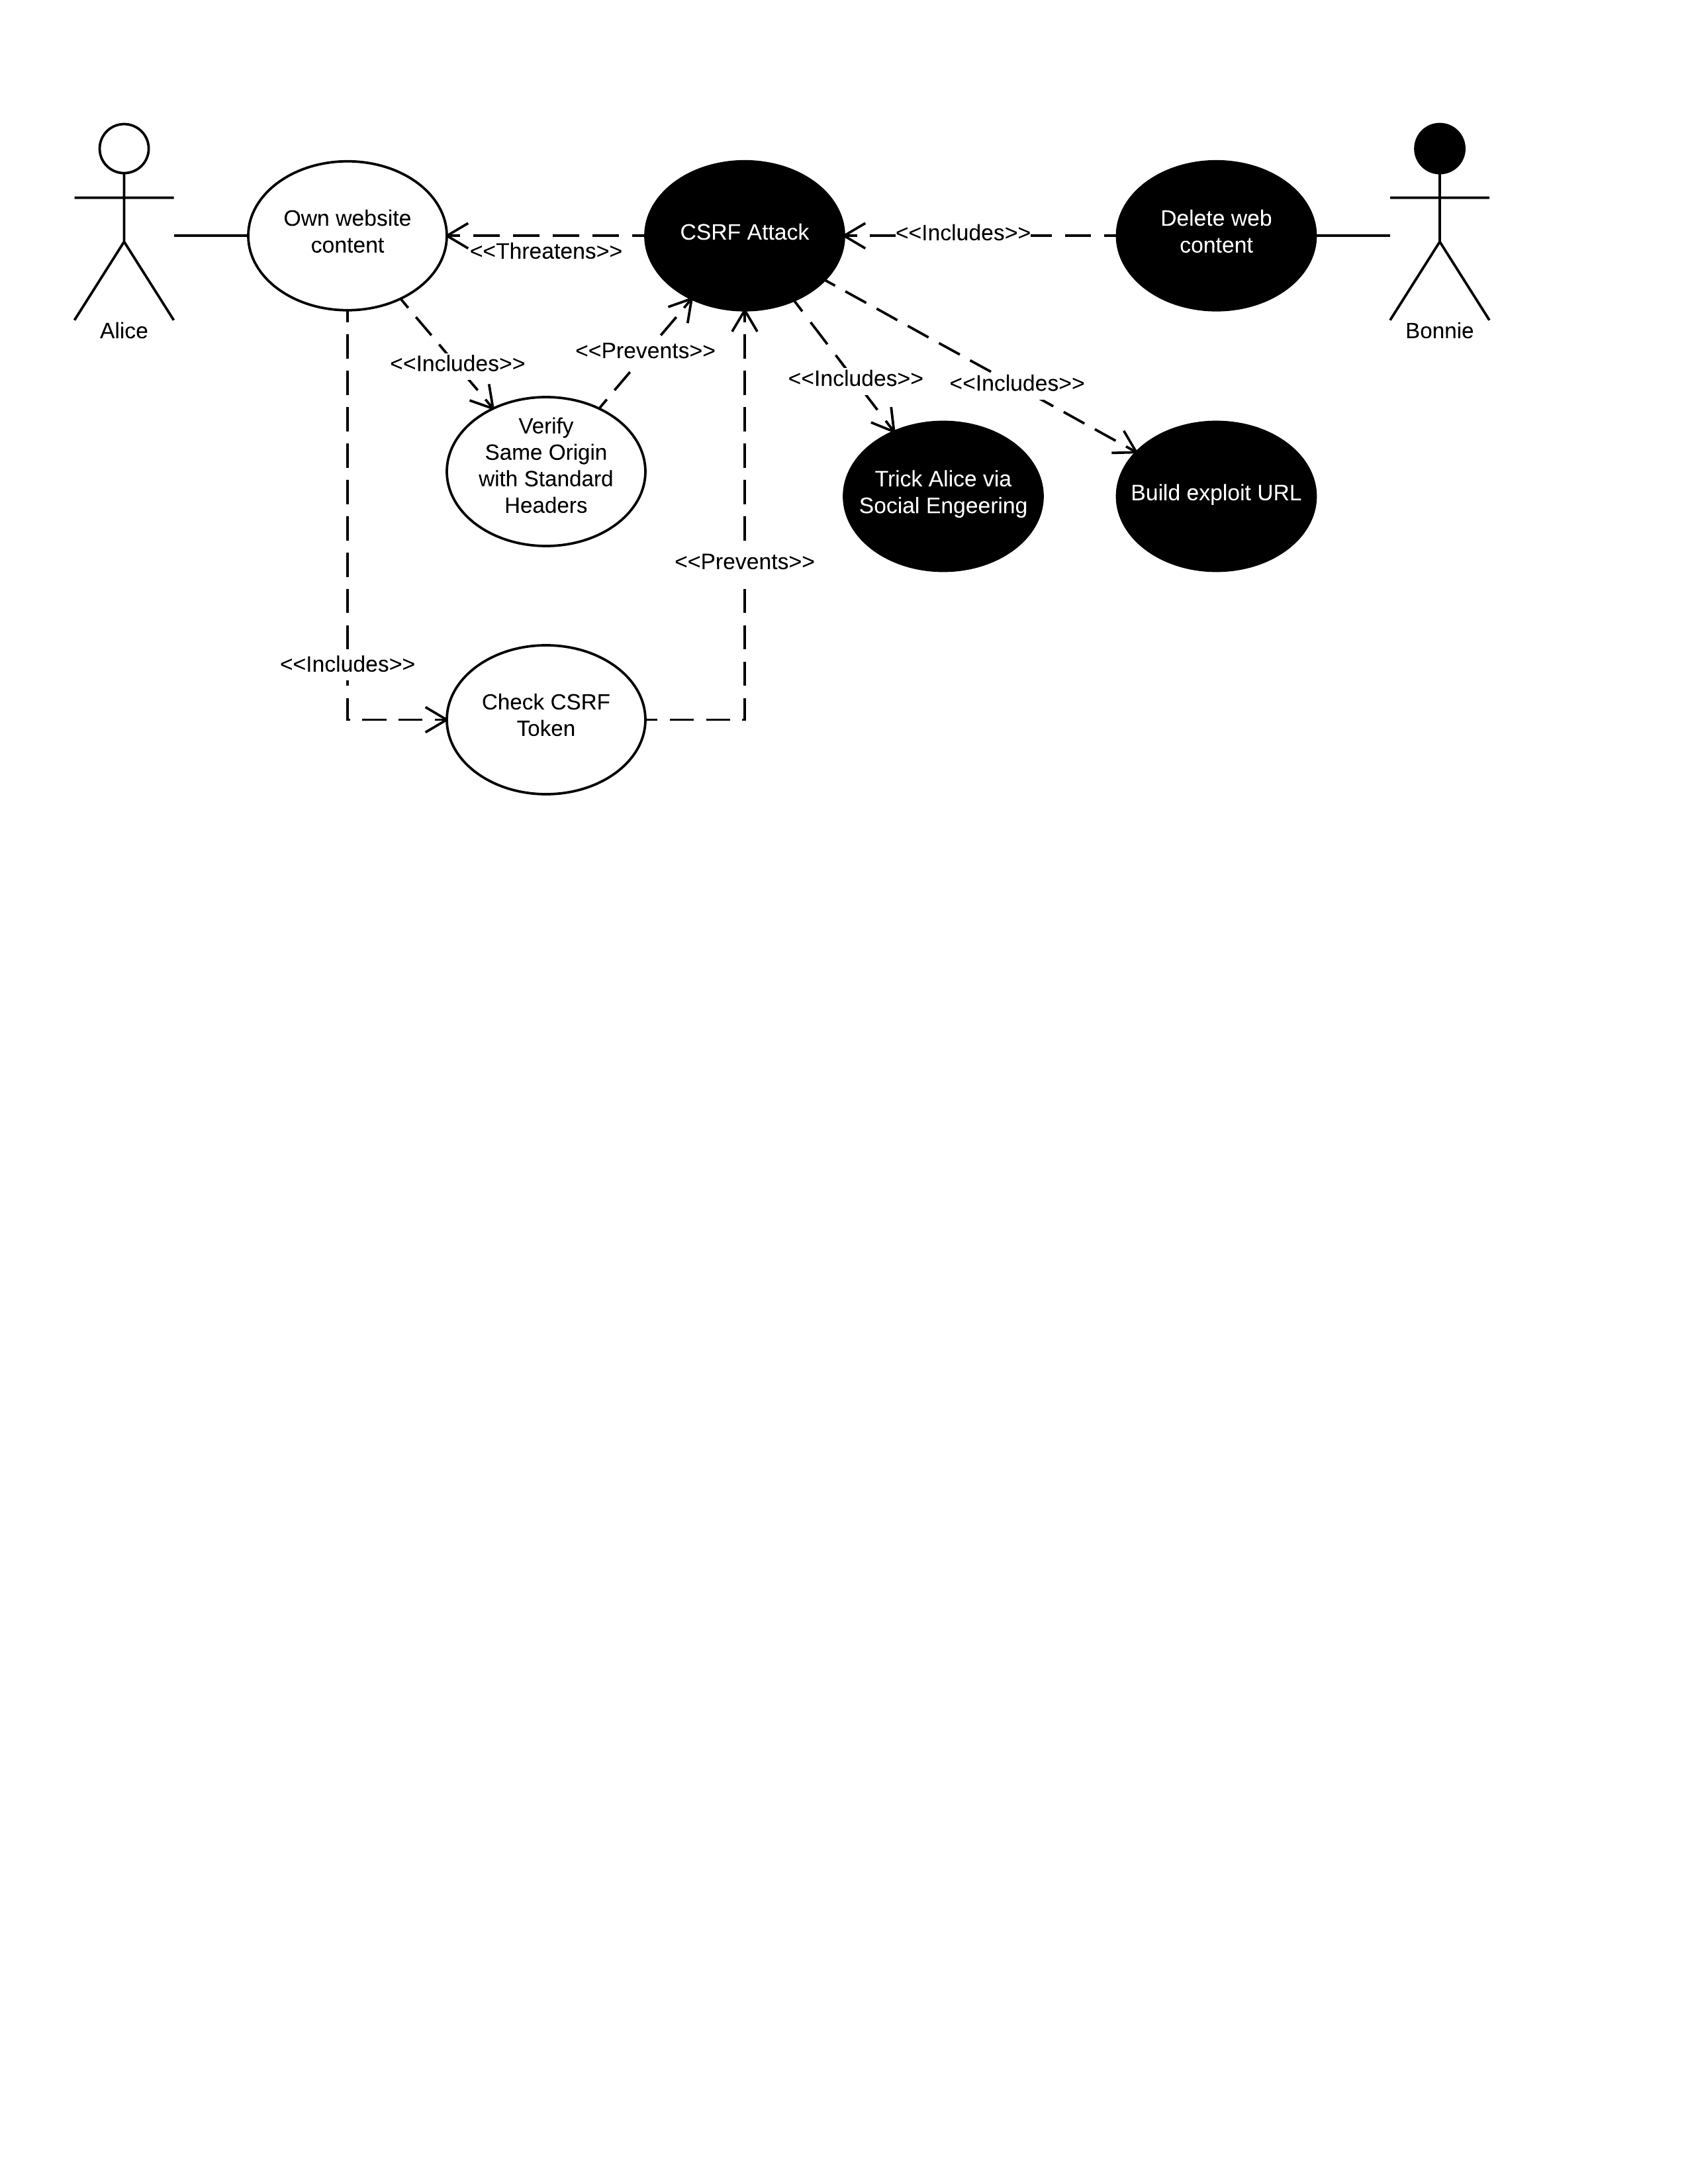 Own website
content
CSRF Attack
Delete web
content
<<Threatens>>
<<Includes>>
Alice
Bonnie
<<Includes>>
<<Prevents>>
<<Includes>>
<<Includes>>
Verify
Same Origin
with Standard
Headers
Trick Alice via
Social Engeering
Build exploit URL
<<Prevents>>
<<Includes>>
Check CSRF
Token